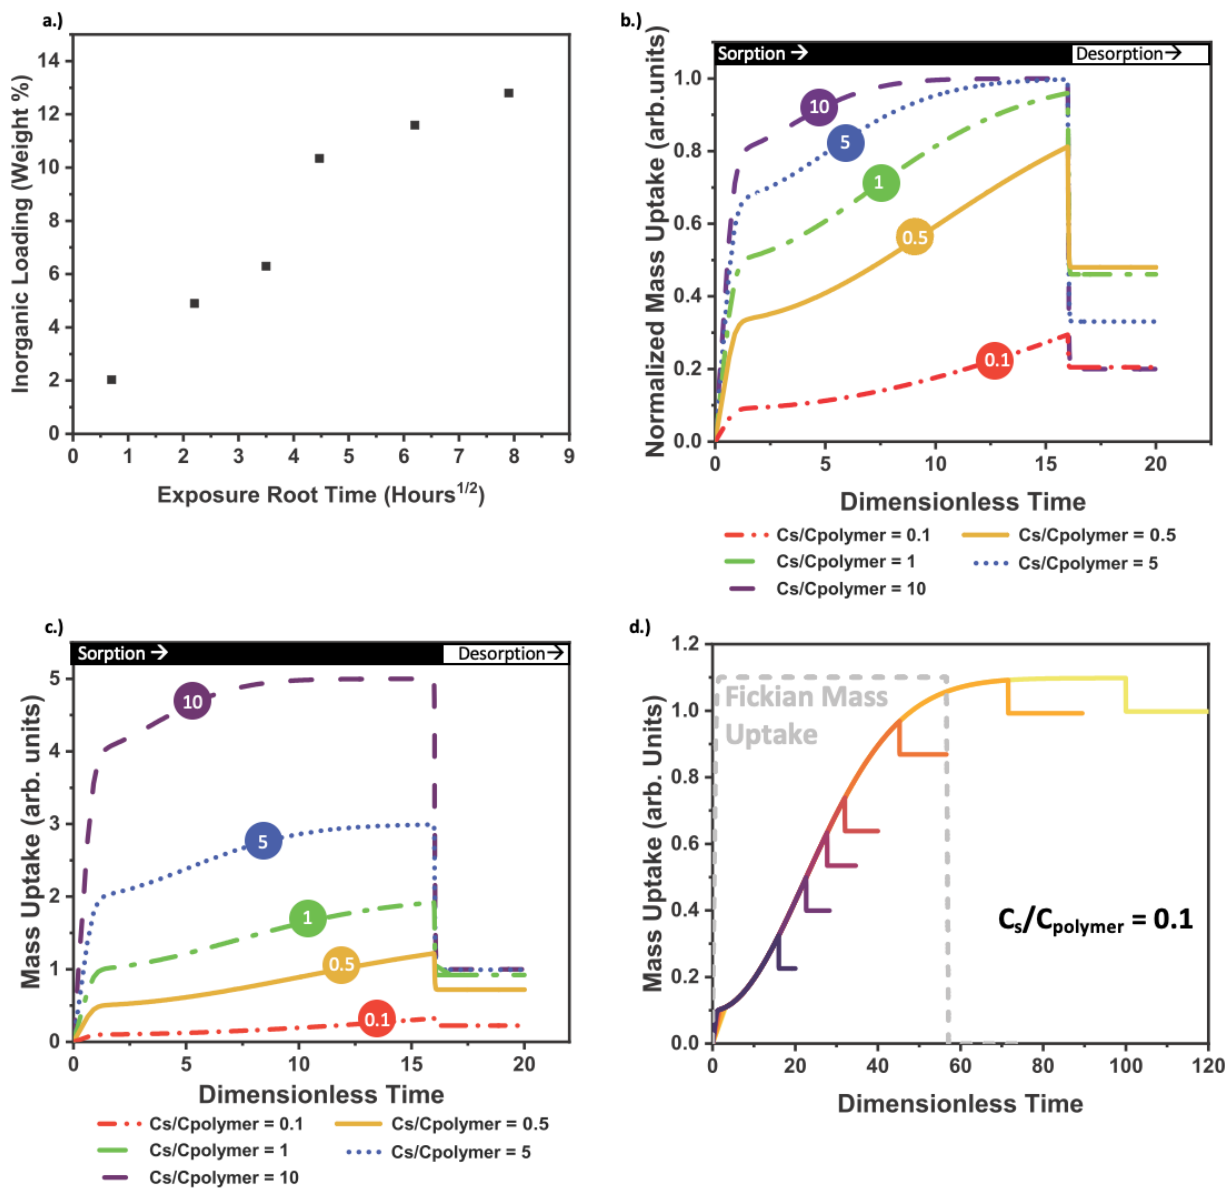 a.)
14
12
10
8
6
4
2
0
0 1 2 3 4 5 6 7 8 9
Inorganic Loading (Weight %)
Exposure Root Time (Hours1/2)
b.)
Sorption → Desorption→
1.0
0.8
0.6
0.4
0.2
0.0
0 5 10 15 20
Normalized Mass Uptake (arb.units)
10
5
1
0.5
0.1
Dimensionless Time
Cs/Cpolymer = 0.1 Cs/Cpolymer = 0.5
Cs/Cpolymer = 1 Cs/Cpolymer = 5
Cs/Cpolymer = 10
c.)
Sorption → Desorption→
5
4
3
2
1
0
0 5 10 15 20
Mass Uptake (arb. units)
10
5
1
0.5
0.1
Dimensionless Time
Cs/Cpolymer = 0.1 Cs/Cpolymer = 0.5
Cs/Cpolymer = 1 Cs/Cpolymer = 5
Cs/Cpolymer = 10
d.)
1.2
1.0
0.8
0.6
0.4
0.2
0.0
0 20 40 60 80 100 120
Mass Uptake (arb. Units)
Fickian Mass
Uptake
Cs/Cpolymer = 0.1
Dimensionless Time